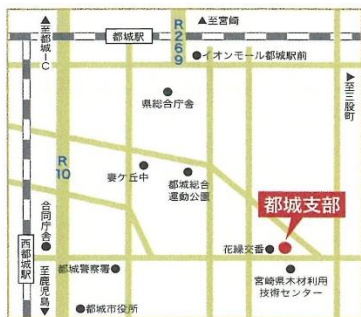 ▲至都城IC
都城駅
R269
▲至宮崎
イオンモール都城駅前
▲至三股町
県総合庁舎
R10
妻ケ丘中
都城総合
運動公園
都城支部
合同庁舎
花繰交番
西都城駅
至鹿児島▼
都城警察署
宮崎県木材利用
技術センター
都城市役所